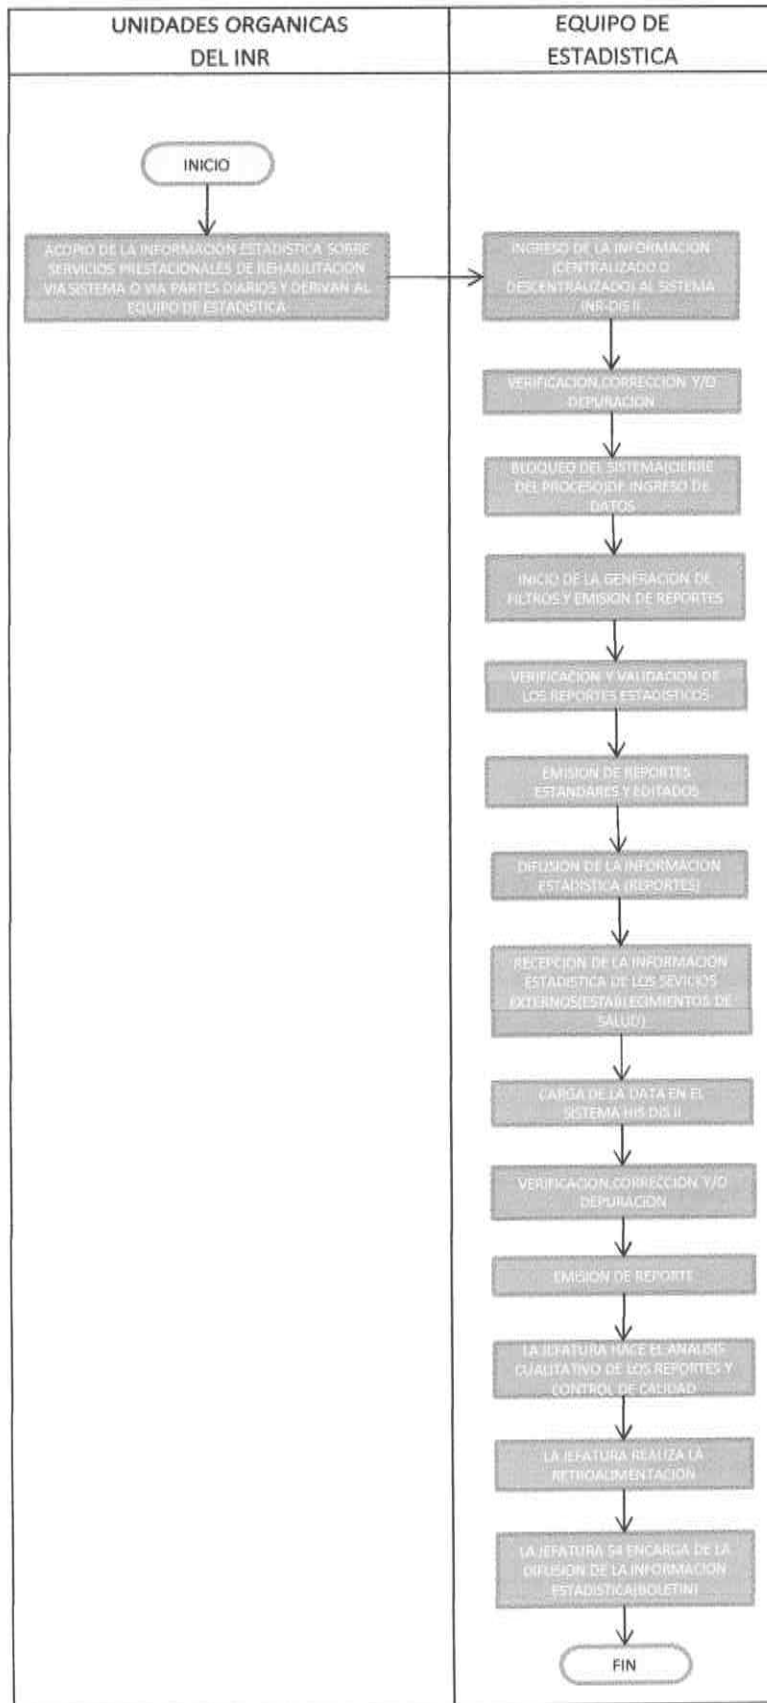 UNIDADES ORGANICAS
DEL INR
EQUIPO DE
ESTADISTICA
INICIO
ACOPIO DE LA INFORMACION ESTADISTICA SOBRE
SERVICIOS PRESTACIONALES DE REHABILITACION
VIA SISTEMA O VIA PARTES DIARIOS Y DERIVAN AL
EQUIPO DE ESTADISTICA
INGRESO DE LA INFORMACION
(CENTRALIZADO O
DESCENTRALIZADO) AL SISTEMA
INR-DIS II
VERIFICACION,CORRECCION Y/O
DEPURACION
BLOQUEO DEL SISTEMA(CIERRE
DEL PROCESO)DE INGRESO DE
DATOS
INICIO DE LA GENERACION DE
FILTROS Y EMISION DE REPORTES
VERIFICACION Y VALIDACION DE
LOS REPORTES ESTADISTICOS
EMISION DE REPORTES
ESTANDARES Y EDITADOS
DIFUSION DE LA INFORMACION
ESTADISTICA (REPORTES)
RECEPCION DE LA INFORMACION
ESTADISTICA DE LOS SEVICIOS
EXTERNOS(ESTABLECIMIENTOS DE
SALUD)
CARGA DE LA DATA EN EL
SISTEMA HIS DIS II
VERIFICACION,CORRECCION Y/O
DEPURACION
EMISION DE REPORTE
LA JEFATURA HACE EL ANALISIS
CUALITATIVO DE LOS REPORTES Y
CONTROL DE CALIDAD
LA JEFATURA REALIZA LA
RETROALIMENTACION
LA JEFATURA S4 ENCARGA DE LA
DIFUSION DE LA INFORMACION
ESTADISTICA(BOLETIN)
FIN